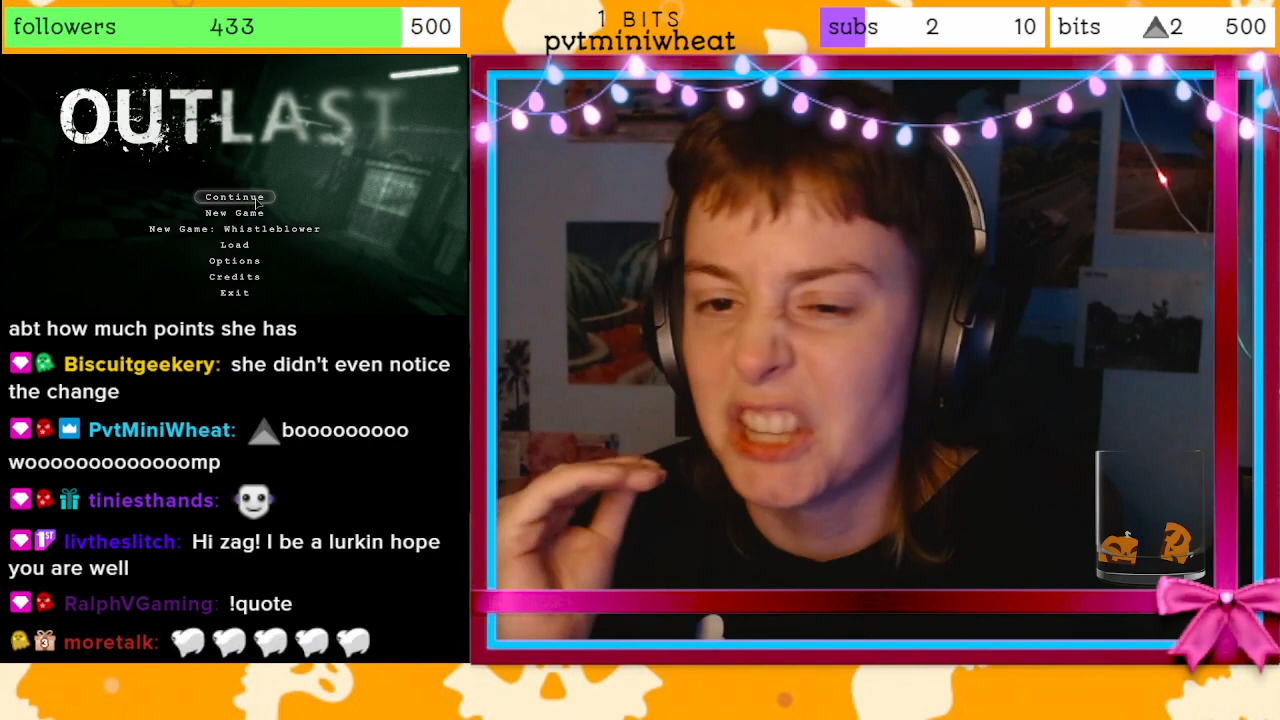 followers 433 500
1 BITS
pvtminiwheat
subs 2 10
bits 2 500
OUTLAST
Continue
New Game
New Game: Whistleblower
Load
Options
Credits
Exit
abt how much points she has
Biscuitgeekery: she didn't even notice
the change
PvtMiniWheat: booooooooo
wooooooooooooomp
tiniesthands:
livtheslitch: Hi zag! I be a lurkin hope
you are well
RalphVGaming: !quote
moretalk: